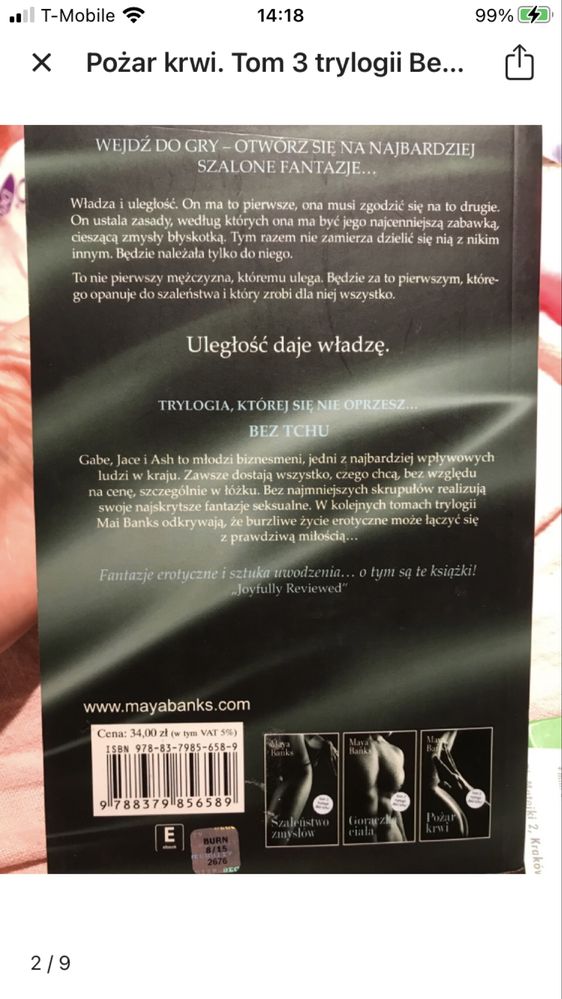 T-Mobile 14:18 99%
Pożar krwi. Tom 3 trylogii Be...
WEJDŹ DO GRY – OTWÓRZ SIĘ NA NAJBARDZIEJ
SZALONE FANTAZJE...
Władza i uległość. On ma to pierwsze, ona musi zgodzić się na to drugie.
On ustala zasady, według których ona ma być jego najcenniejszą zabawką,
cieszącą zmysły błyskotką. Tym razem nie zamierza dzielić się nią z nikim
innym. Będzie należała tylko do niego.
To nie pierwszy mężczyzna, któremu ulega. Będzie za to pierwszym, które-
go opanuje do szaleństwa i który zrobi dla niej wszystko.
Uległość daje władzę.
TRYLOGIA, KTÓREJ SIĘ NIE OPRZESZ...
BEZ TCHU
Gabe, Jace i Ash to młodzi biznesmeni, jedni z najbardziej wpływowych
ludzi w kraju. Zawsze dostają wszystko, czego chcą, bez względu
na cenę, szczególnie w łóżku. Bez najmniejszych skrupułów realizują
swoje najskrytsze fantazje seksualne. W kolejnych tomach trylogii
Mai Banks odkrywają, że burzliwe życie erotyczne może łączyć się
z prawdziwą miłością...
Fantazje erotyczne i sztuka uwodzenia... o tym są te książki!
„Joyfully Reviewed"
www.mayabanks.com
Cena: 34,00 zł (w tym VAT 5%)
ISBN 978-83-7985-658-9
9 788379 856589
E
ebook
BURN
8/15
2676
Maya
Banks
Szaleństwo
zmysłów
Maya
Banks
Gorączka
ciała
Maya
Banks
Pożar
krwi
2, Kraków
2 / 9